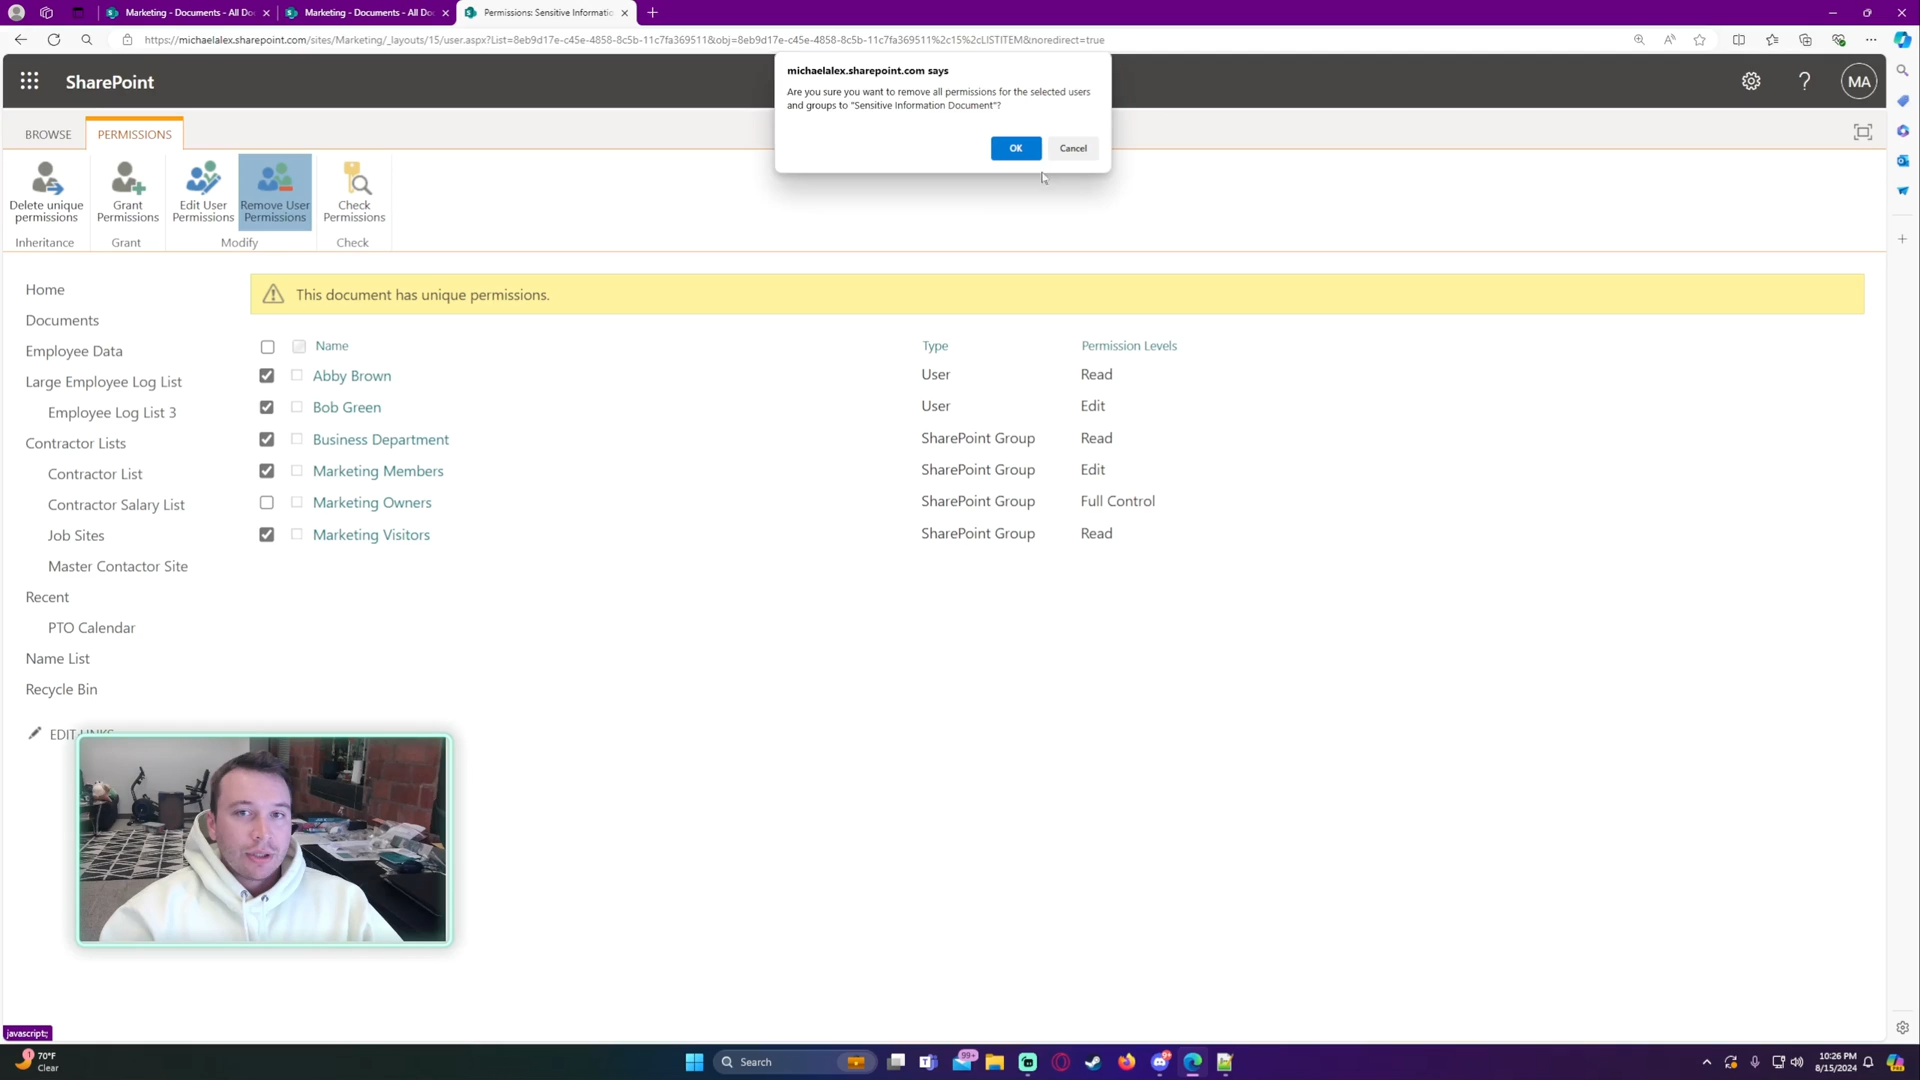 Marketing - Documents - All Do
Marketing - Documents - All Do
Permissions: Sensitive Informatio
https://michaelalex.sharepoint.com/sites/Marketing/_layouts/15/user.aspx?List=8eb9d17e-c45e-4858-8c5b-11c7fa369511&obj=8eb9d17e-c45e-4858-8c5b-11c7fa369511%2c15%2cLISTITEM&noredirect=true
SharePoint
MA
michaelalex.sharepoint.com says
Are you sure you want to remove all permissions for the selected users
and groups to "Sensitive Information Document"?
OK
Cancel
BROWSE
PERMISSIONS
Delete unique
permissions
Grant
Permissions
Edit User
Permissions
Remove User
Permissions
Check
Permissions
Inheritance
Grant
Modify
Check
This document has unique permissions.
Home
Documents
Employee Data
Large Employee Log List
Employee Log List 3
Contractor Lists
Contractor List
Contractor Salary List
Job Sites
Master Contactor Site
Recent
PTO Calendar
Name List
Recycle Bin
EDIT LINKS
Name Type Permission Levels
Abby Brown User Read
Bob Green User Edit
Business Department SharePoint Group Read
Marketing Members SharePoint Group Edit
Marketing Owners SharePoint Group Full Control
Marketing Visitors SharePoint Group Read
javascript:;
70°F
Clear
Search
99+
10:26 PM
8/15/2024